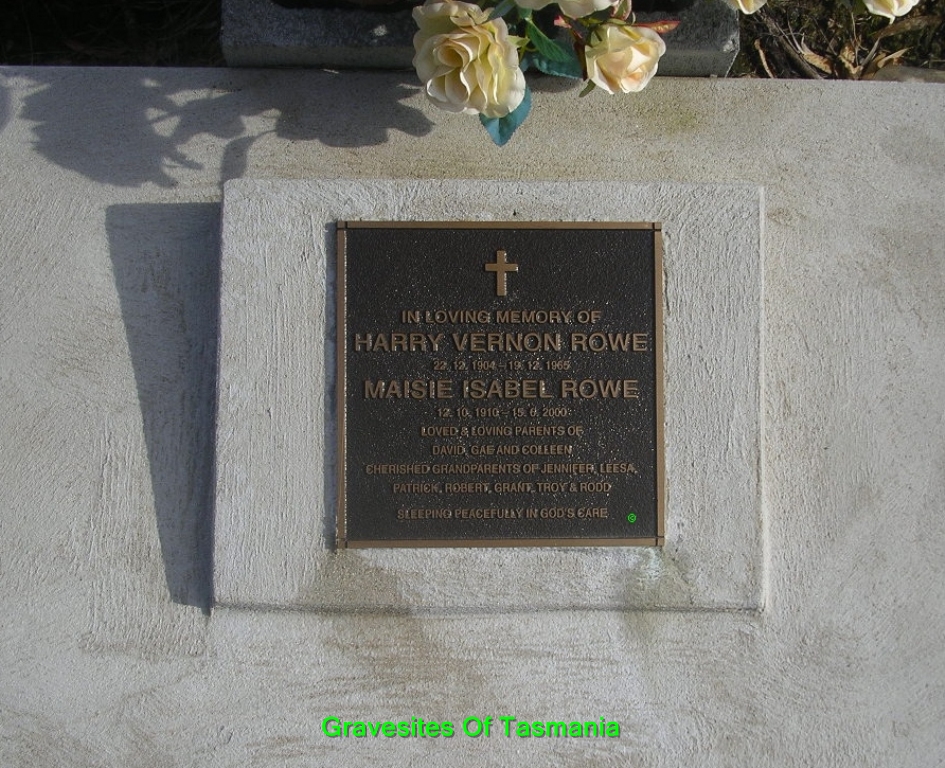 IN LOVING MEMORY OF
HARRY VERNON ROWE
22. 12. 1904 – 19. 12. 1965
MAISIE ISABEL ROWE
12. 10. 1910 – 15. 6. 2000
LOVED & LOVING PARENTS OF
DAVID, GAE AND COLLEEN
CHERISHED GRANDPARENTS OF JENNIFER, LEESA,
PATRICK, ROBERT, GRANT, TROY & RODD
SLEEPING PEACEFULLY IN GOD'S CARE
©
Gravesites Of Tasmania